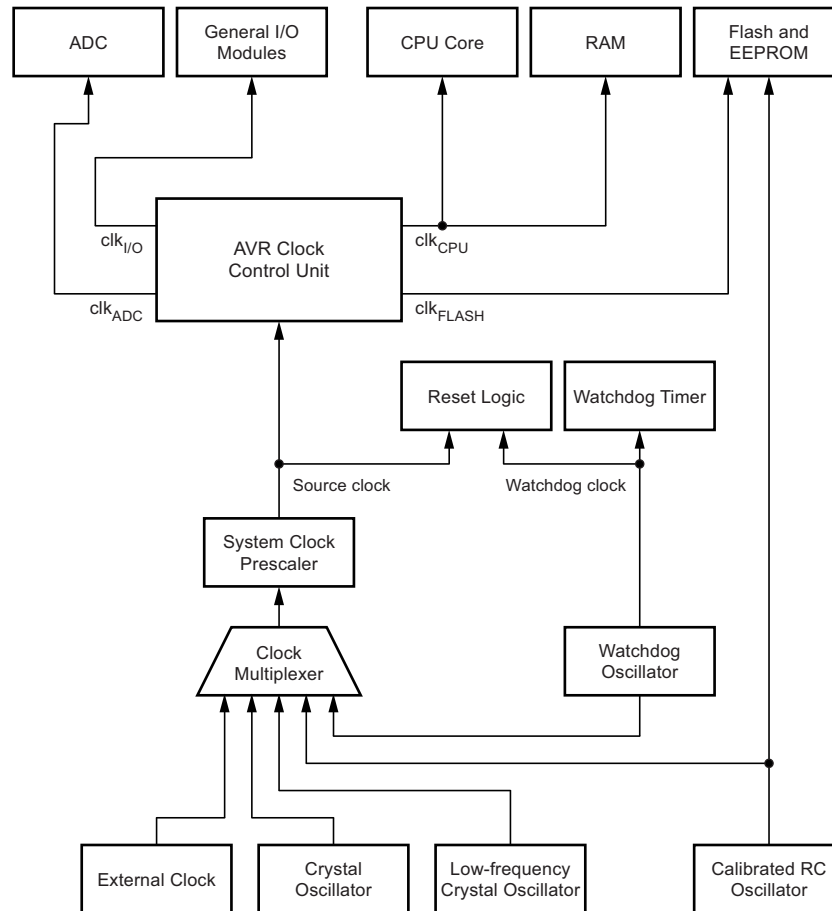 ADC
General I/O
Modules
CPU Core
RAM
Flash and
EEPROM
clkI/O
AVR Clock
Control Unit
clkCPU
clkADC
clkFLASH
Reset Logic
Watchdog Timer
Source clock
Watchdog clock
System Clock
Prescaler
Clock
Multiplexer
Watchdog
Oscillator
External Clock
Crystal
Oscillator
Low-frequency
Crystal Oscillator
Calibrated RC
Oscillator